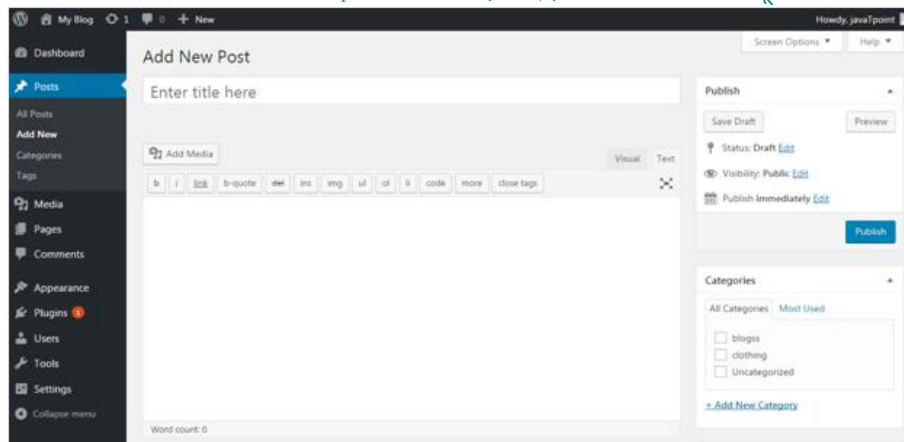 My Blog 1 0 + New
Howdy, javaTpoint
Screen Options ▼ Help ▼
Dashboard
Posts
All Posts
Add New
Categories
Tags
Media
Pages
Comments
Appearance
Plugins 1
Users
Tools
Settings
Collapse menu
Add New Post
Enter title here
Add Media
Visual Text
b i link b-quote del ins img ul ol li code more close tags
Word count: 0
Publish
Save Draft Preview
Status: Draft Edit
Visibility: Public Edit
Publish immediately Edit
Publish
Categories
All Categories Most Used
blogss
clothing
Uncategorized
+ Add New Category